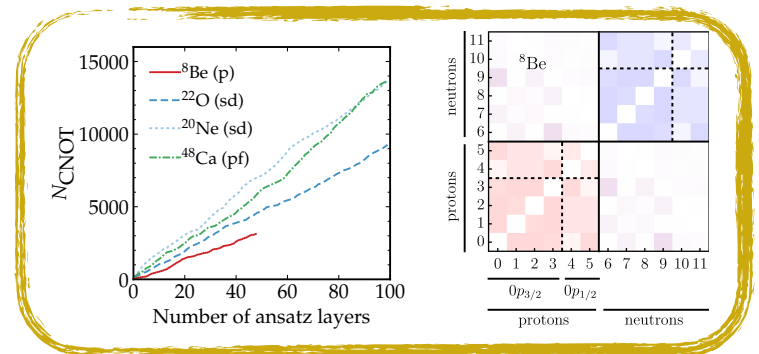 15000
10000
5000
0
N_CNOT
⁸Be (p)
²²O (sd)
²⁰Ne (sd)
⁴⁸Ca (pf)
0 20 40 60 80 100
Number of ansatz layers
⁸Be
neutrons
11
10
9
8
7
6
protons
5
4
3
2
1
0
0 1 2 3 4 5 6 7 8 9 10 11
0p₃/₂ 0p₁/₂
protons neutrons